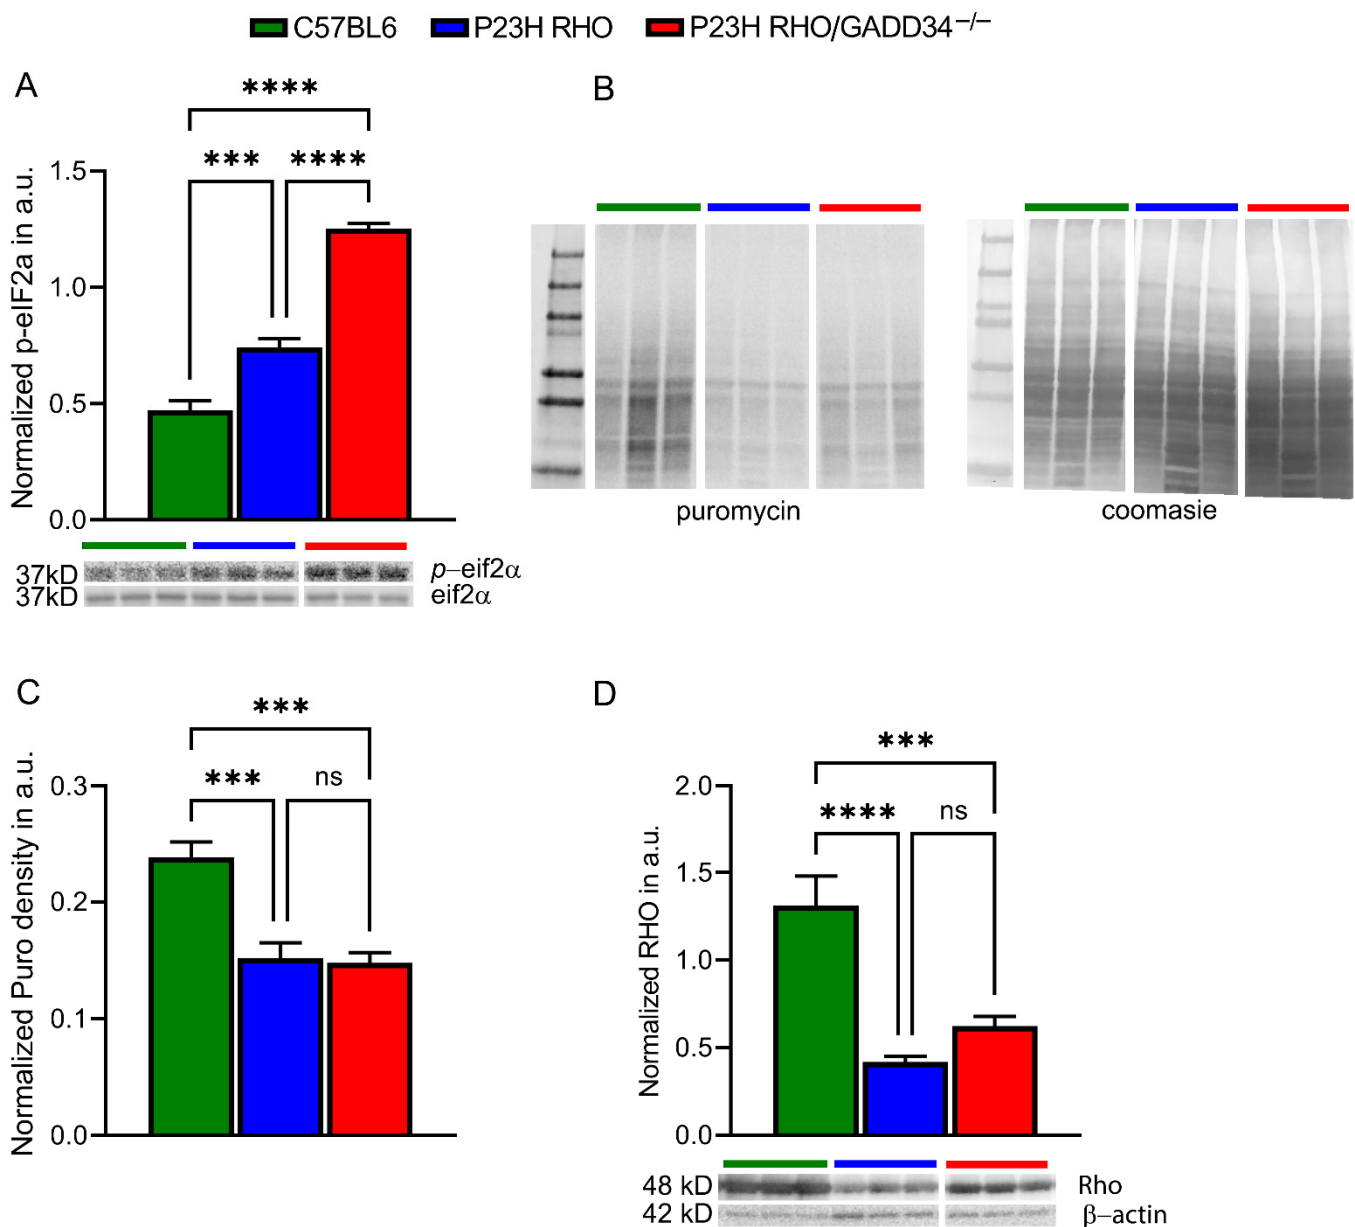 C57BL6 P23H RHO P23H RHO/GADD34−/−
A
B
****
*** ****
Normalized p-eIF2a in a.u.
1.5
1.0
0.5
0.0
37kD p−eif2α
37kD eif2α
puromycin coomasie
C
D
***
*** ns
Normalized Puro density in a.u.
0.3
0.2
0.1
0.0
***
**** ns
Normalized RHO in a.u.
2.0
1.5
1.0
0.5
0.0
48 kD Rho
42 kD β−actin